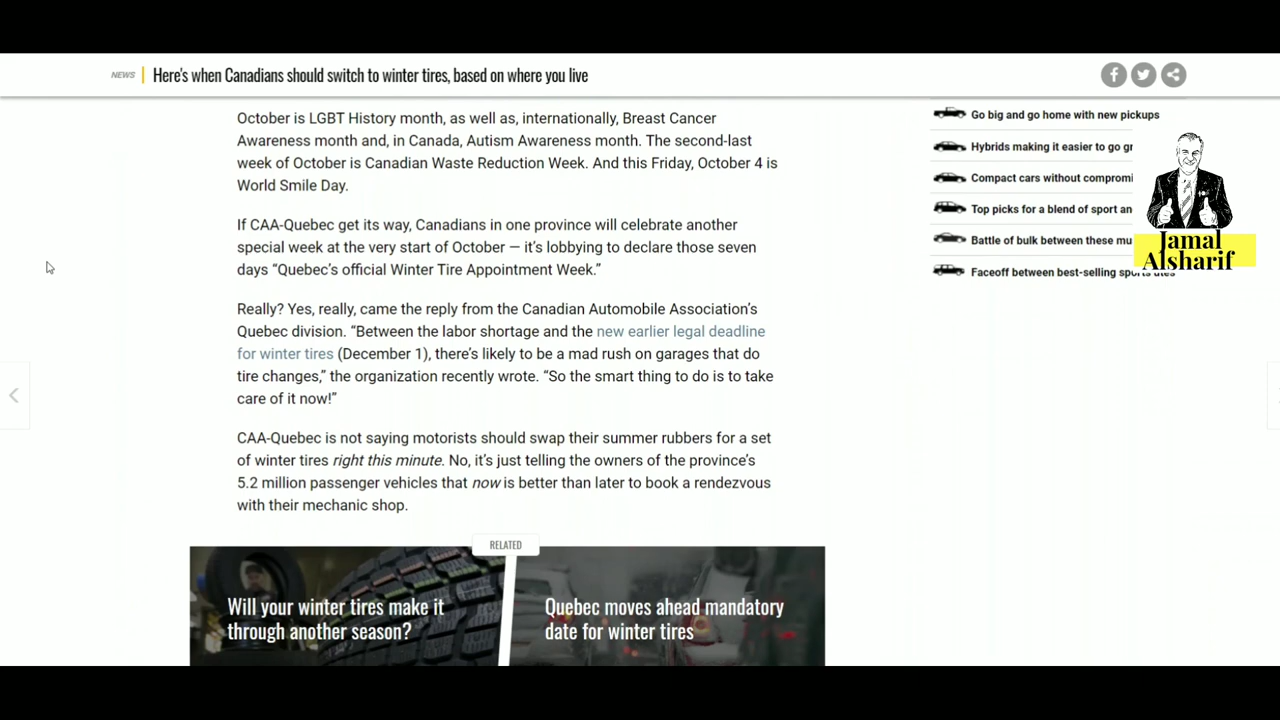 NEWS
Here's when Canadians should switch to winter tires, based on where you live
October is LGBT History month, as well as, internationally, Breast Cancer
Awareness month and, in Canada, Autism Awareness month. The second-last
week of October is Canadian Waste Reduction Week. And this Friday, October 4 is
World Smile Day.
If CAA-Quebec get its way, Canadians in one province will celebrate another
special week at the very start of October — it's lobbying to declare those seven
days “Quebec's official Winter Tire Appointment Week.”
Really? Yes, really, came the reply from the Canadian Automobile Association's
Quebec division. “Between the labor shortage and the new earlier legal deadline
for winter tires (December 1), there's likely to be a mad rush on garages that do
tire changes,” the organization recently wrote. “So the smart thing to do is to take
care of it now!”
CAA-Quebec is not saying motorists should swap their summer rubbers for a set
of winter tires right this minute. No, it's just telling the owners of the province's
5.2 million passenger vehicles that now is better than later to book a rendezvous
with their mechanic shop.
RELATED
Will your winter tires make it
through another season?
Quebec moves ahead mandatory
date for winter tires
Go big and go home with new pickups
Hybrids making it easier to go
Compact cars without
Top picks for a blend of sport
Battle of bulk between these
Faceoff between best-selling sports utes
Jamal
Alsharif